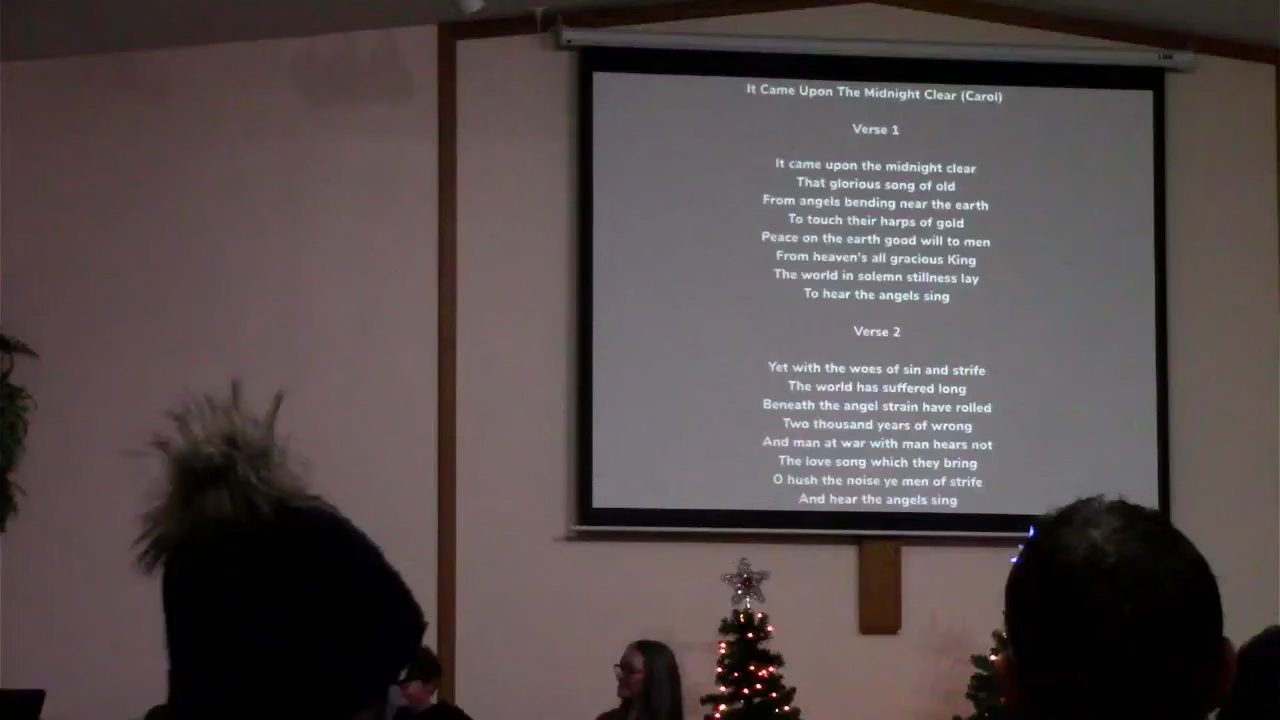 It Came Upon The Midnight Clear (Carol)
Verse 1
It came upon the midnight clear
That glorious song of old
From angels bending near the earth
To touch their harps of gold
Peace on the earth good will to men
From heaven's all gracious King
The world in solemn stillness lay
To hear the angels sing
Verse 2
Yet with the woes of sin and strife
The world has suffered long
Beneath the angel strain have rolled
Two thousand years of wrong
And man at war with man hears not
The love song which they bring
O hush the noise ye men of strife
And hear the angels sing